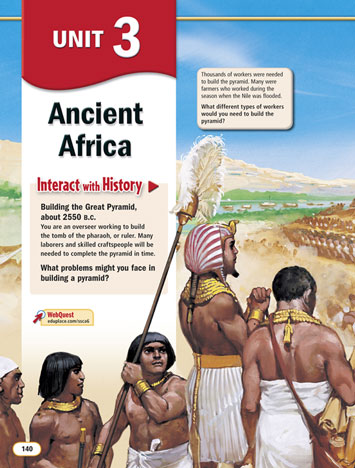 UNIT 3
Ancient
Africa
Interact with History
Building the Great Pyramid,
about 2550 B.C.
You are an overseer working to build
the tomb of the pharaoh, or ruler. Many
laborers and skilled craftspeople will be
needed to complete the pyramid in time.
What problems might you face in
building a pyramid?
WebQuest
eduplace.com/ssca6
Thousands of workers were needed
to build the pyramid. Many were
farmers who worked during the
season when the Nile was flooded.
What different types of workers
would you need to build the
pyramid?
140